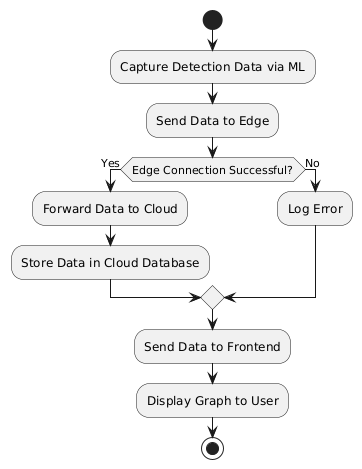 Capture Detection Data via ML
Send Data to Edge
Yes
Edge Connection Successful?
No
Forward Data to Cloud
Log Error
Store Data in Cloud Database
Send Data to Frontend
Display Graph to User